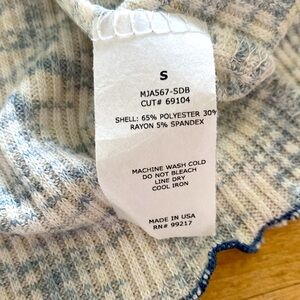 S
MJA567-SDB
CUT# 69104
SHELL: 65% POLYESTER 30%
RAYON 5% SPANDEX
MACHINE WASH COLD
DO NOT BLEACH
LINE DRY
COOL IRON
MADE IN USA
RN# 99217